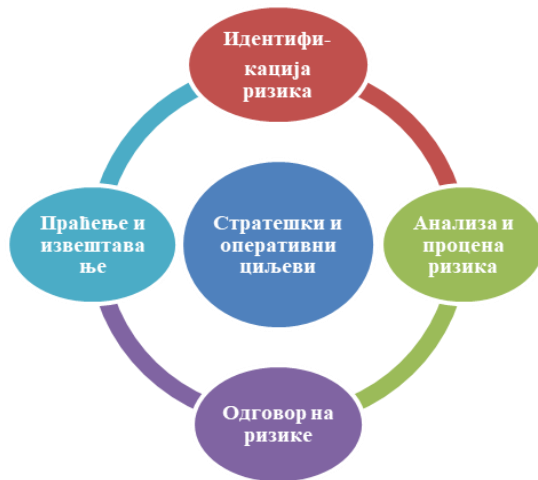 Идентифи-
кација
ризика
Праћење и
извештава
ње
Стратешки и
оперативни
циљеви
Анализа и
процена
ризика
Одговор на
ризике